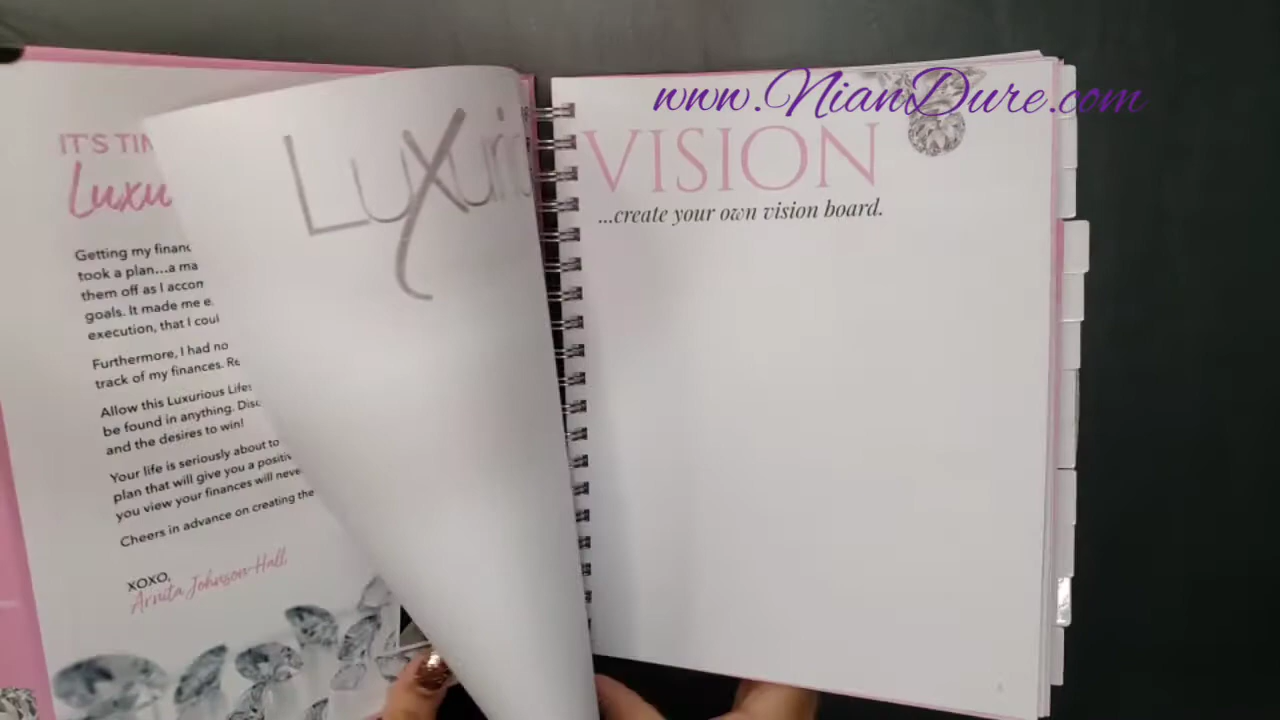 www.NianDure.com
IT'S
Luxu
Getting my financ
took a plan...a ma
them off as I accom
goals. It made me e
execution, that I coul
Furthermore, I had no
track of my finances. Re
Allow this Luxurious Lifes
be found in anything. Disc
and the desires to win!
Your life is seriously about to
plan that will give you a positiv
you view your finances will neve
Cheers in advance on creating the
XOXO,
Arnita Johnson-Hall
Luxuri
VISION
...create your own vision board.